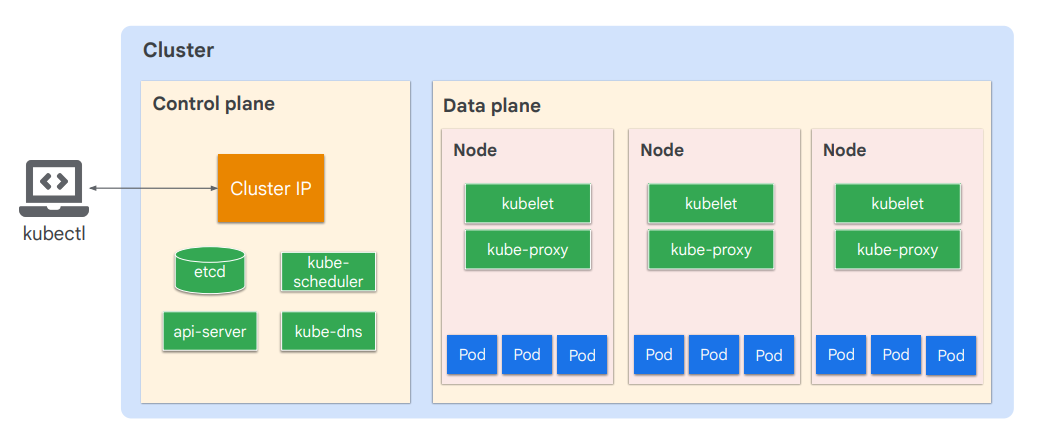 Cluster
Control plane
Cluster IP
kubectl
etcd
kube-
scheduler
api-server
kube-dns
Data plane
Node
kubelet
kube-proxy
Pod
Pod
Pod
Node
kubelet
kube-proxy
Pod
Pod
Pod
Node
kubelet
kube-proxy
Pod
Pod
Pod